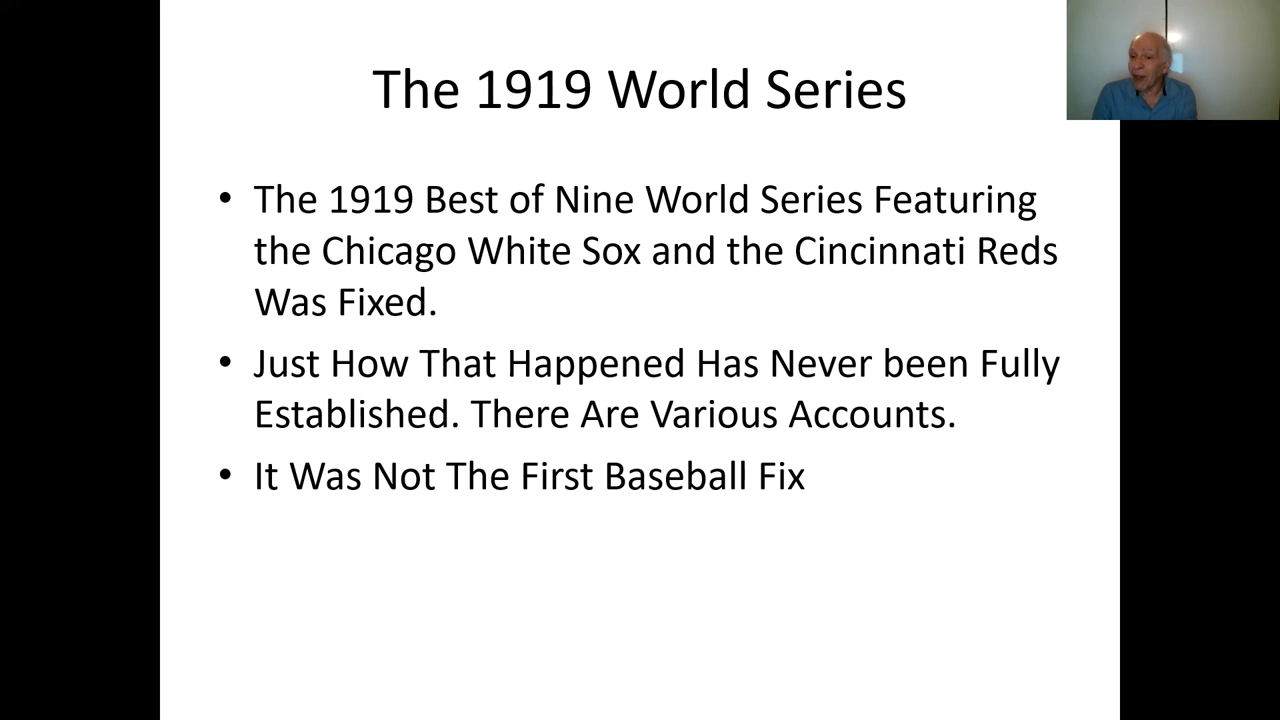 The 1919 World Series
• The 1919 Best of Nine World Series Featuring
the Chicago White Sox and the Cincinnati Reds
Was Fixed.
• Just How That Happened Has Never been Fully
Established. There Are Various Accounts.
• It Was Not The First Baseball Fix